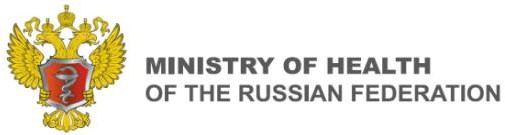 MINISTRY OF HEALTH
OF THE RUSSIAN FEDERATION